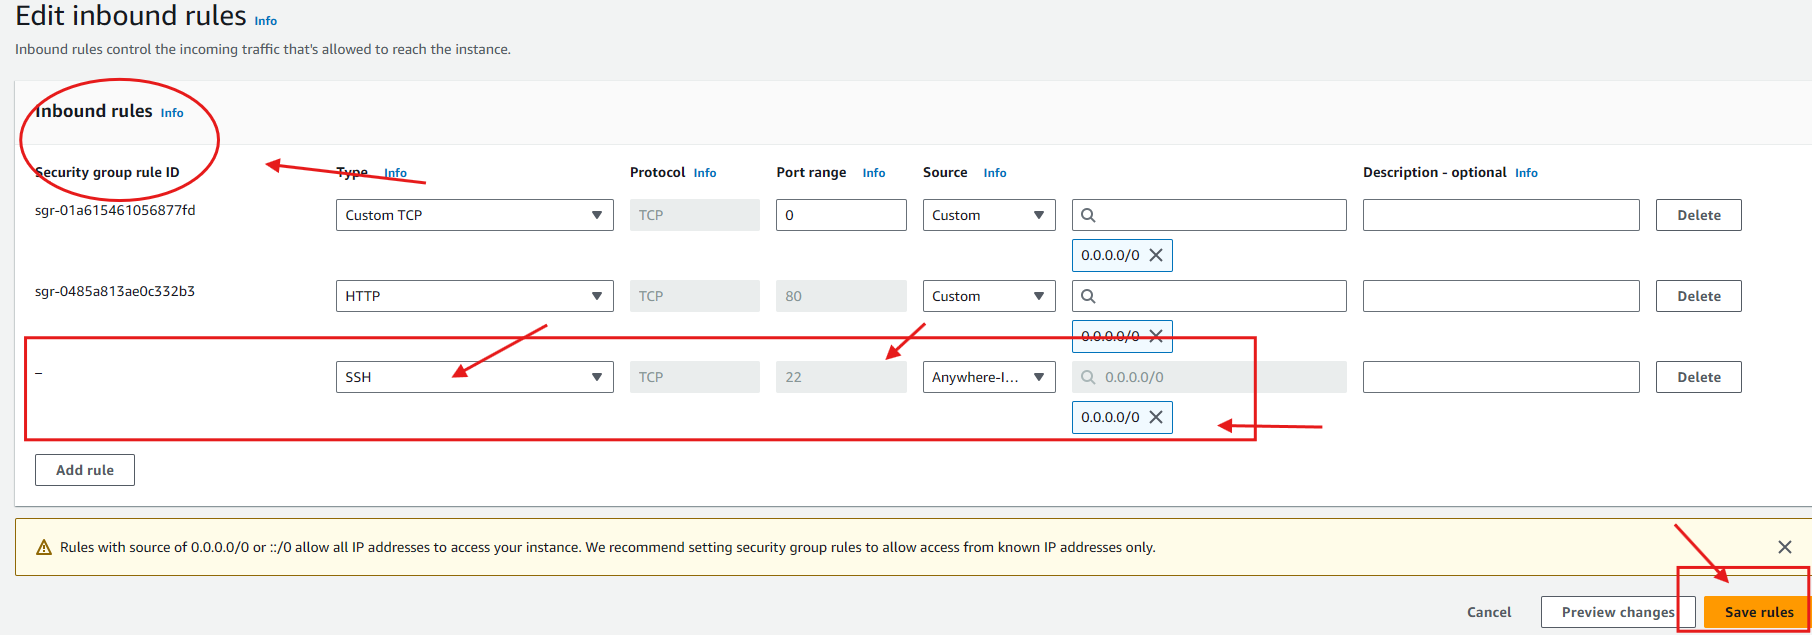 Edit inbound rules Info
Inbound rules control the incoming traffic that's allowed to reach the instance.
Inbound rules Info
Security group rule ID Type Info Protocol Info Port range Info Source Info Description - optional Info
sgr-01a615461056877fd Custom TCP TCP 0 Custom Delete
0.0.0.0/0
sgr-0485a813ae0c332b3 HTTP TCP 80 Custom Delete
0.0.0.0/0
– SSH TCP 22 Anywhere-I... 0.0.0.0/0 Delete
0.0.0.0/0
Add rule
Rules with source of 0.0.0.0/0 or ::/0 allow all IP addresses to access your instance. We recommend setting security group rules to allow access from known IP addresses only.
Cancel Preview changes Save rules